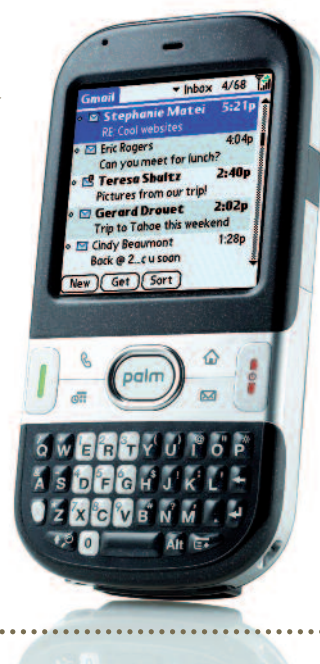 Gmail Inbox 4/68
Stephanie Matei 5:21p
RE: Cool websites
Eric Rogers 4:04p
Can you meet for lunch?
Teresa Shultz 2:40p
Pictures from our trip!
Gerard Drouet 2:02p
Trip to Tahoe this weekend
Cindy Beaumont 1:28p
Back @ 2...c u soon
New Get Sort
palm
Q W E R T Y U I O P
A S D F G H J K L
Z X C V B N M .
0 Alt